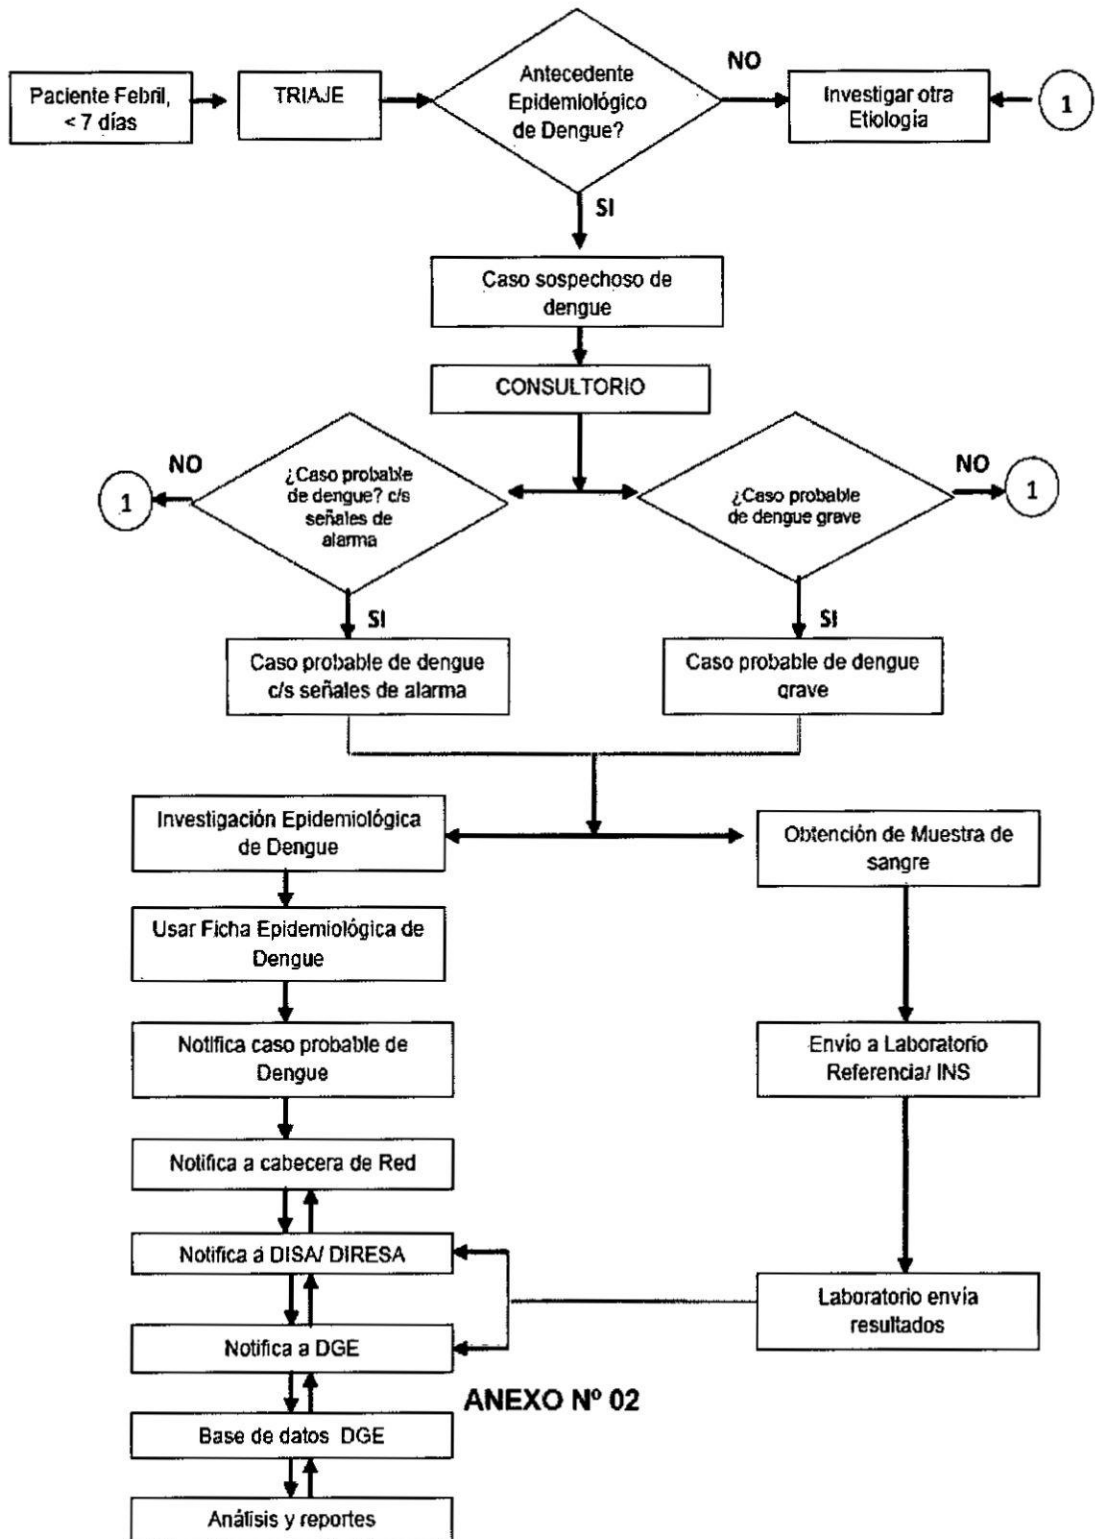 Paciente Febril,
< 7 días
TRIAJE
Antecedente
Epidemiológico
de Dengue?
NO
Investigar otra
Etiología
1
SI
Caso sospechoso de
dengue
CONSULTORIO
NO
1
¿Caso probable
de dengue? c/s
señales de
alarma
¿Caso probable
de dengue grave
NO
1
SI
SI
Caso probable de dengue
c/s señales de alarma
Caso probable de dengue
grave
Investigación Epidemiológica
de Dengue
Obtención de Muestra de
sangre
Usar Ficha Epidemiológica de
Dengue
Notifica caso probable de
Dengue
Envío a Laboratorio
Referencia/ INS
Notifica a cabecera de Red
Notifica á DISA/ DIRESA
Laboratorio envía
resultados
Notifica a DGE
ANEXO Nº 02
Base de datos DGE
Análisis y reportes